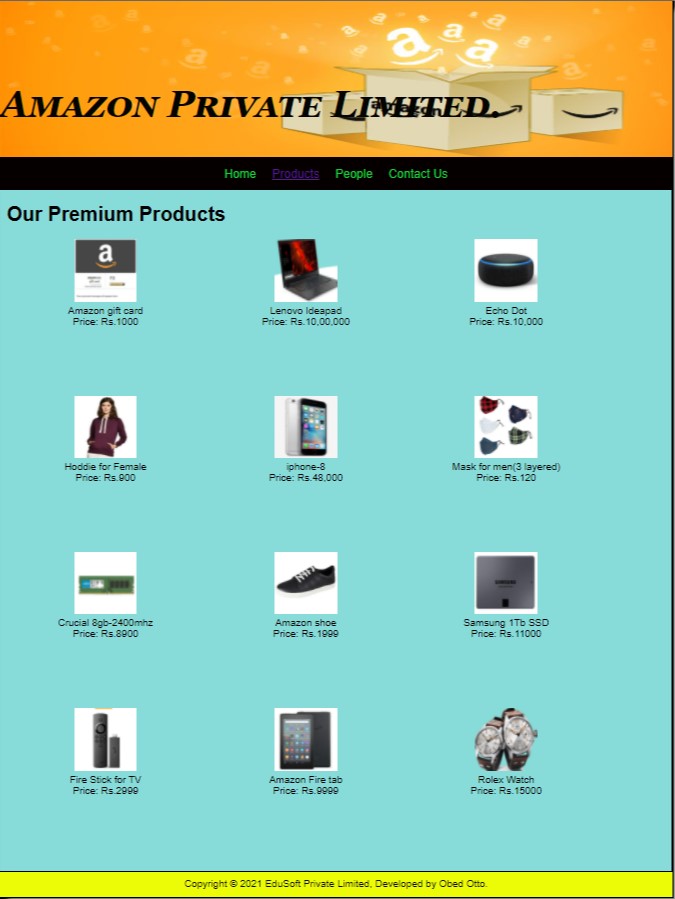 AMAZON PRIVATE LIMITED.
amazon
Home Products People Contact Us
Our Premium Products
Amazon gift card
Price: Rs.1000
Lenovo Ideapad
Price: Rs.10,00,000
Echo Dot
Price: Rs.10,000
Hoddie for Female
Price: Rs.900
iphone-8
Price: Rs.48,000
Mask for men(3 layered)
Price: Rs.120
Crucial 8gb-2400mhz
Price: Rs.8900
Amazon shoe
Price: Rs.1999
SAMSUNG
Samsung 1Tb SSD
Price: Rs.11000
Fire Stick for TV
Price: Rs.2999
Amazon Fire tab
Price: Rs.9999
Rolex Watch
Price: Rs.15000
Copyright © 2021 EduSoft Private Limited, Developed by Obed Otto.